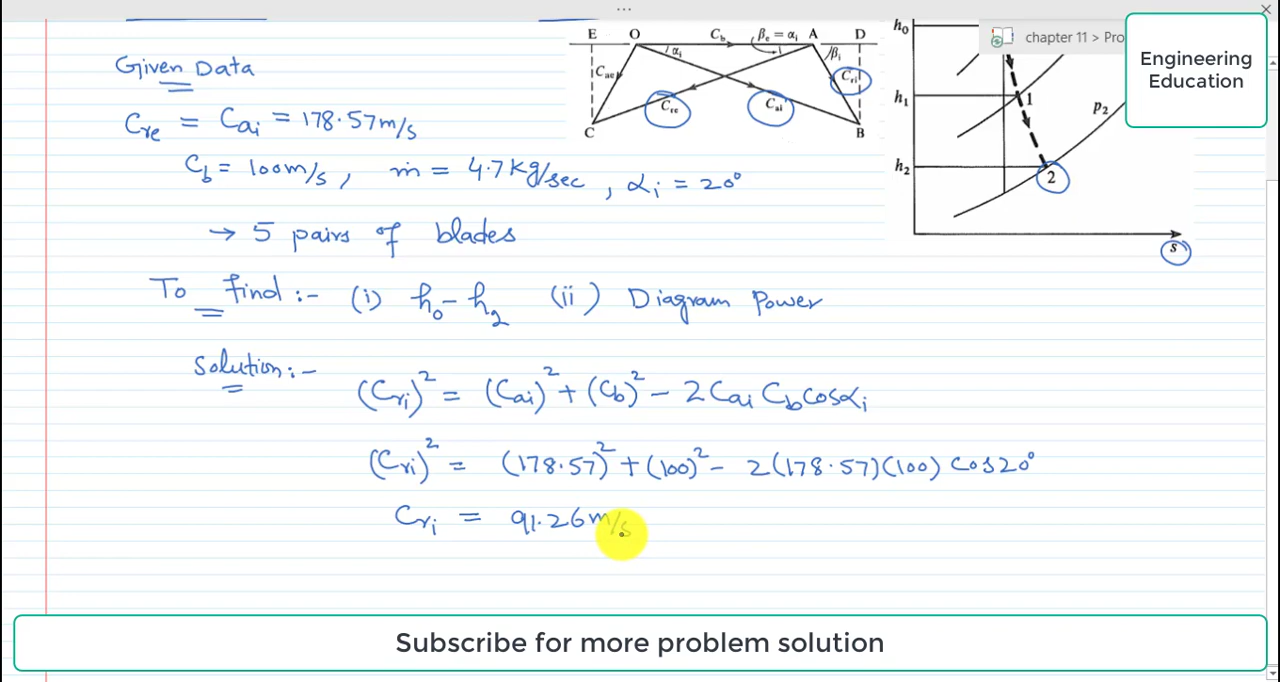 Given Data
Cre = Cai = 178.57m/s
Cb = 100m/s, ṁ = 4.7kg/sec, αi = 20°
→ 5 pairs of blades
To find :- (i) h0 - h2 (ii) Diagram Power
Solution :-
(Cri)² = (Cai)² + (Cb)² - 2Cai Cb cosαi
(Cri)² = (178.57)² + (100)² - 2(178.57)(100) cos20°
Cri = 91.26m/s
E O Cb βe = αi A D
αi βi
Cae Cri
Cre Cai
C B
h0
h1 1
p2
h2
2
s
chapter 11 > Pro
Engineering
Education
Subscribe for more problem solution